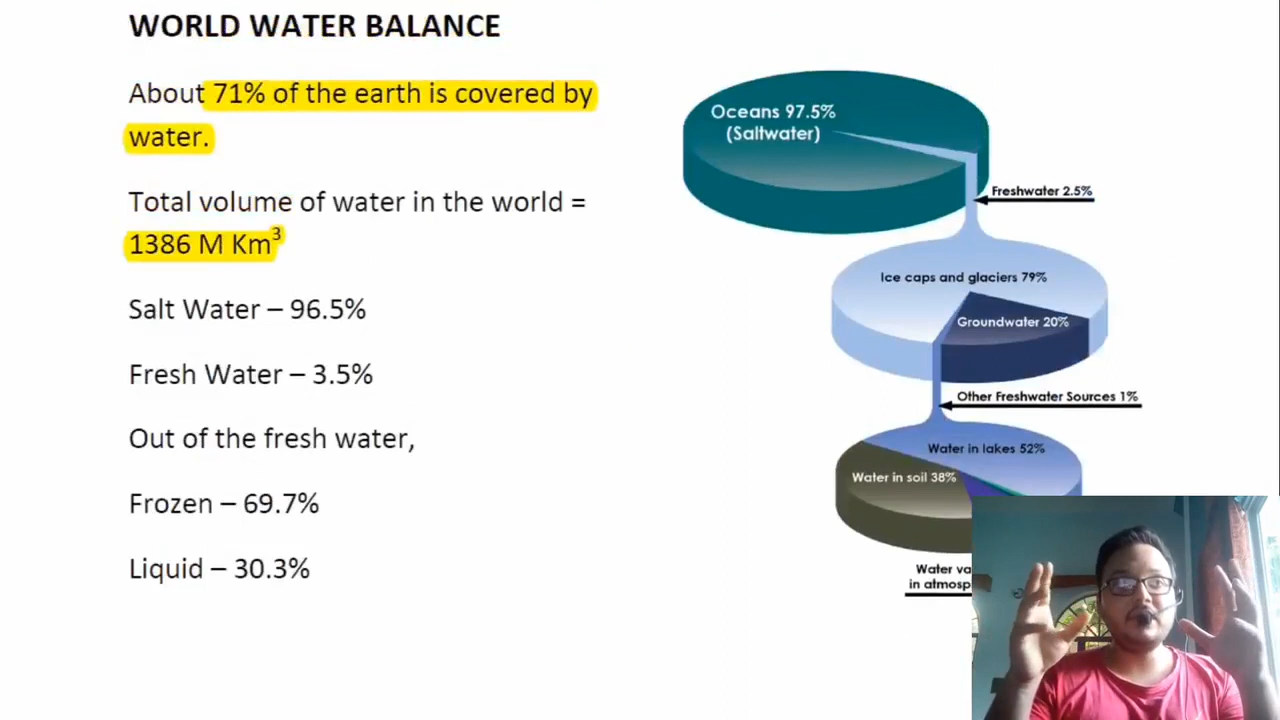 WORLD WATER BALANCE
About 71% of the earth is covered by
water.
Total volume of water in the world =
1386 M Km³
Salt Water – 96.5%
Fresh Water – 3.5%
Out of the fresh water,
Frozen – 69.7%
Liquid – 30.3%
Oceans 97.5%
(Saltwater)
Freshwater 2.5%
Ice caps and glaciers 79%
Groundwater 20%
Other Freshwater Sources 1%
Water in lakes 52%
Water in soil 38%
Water
in